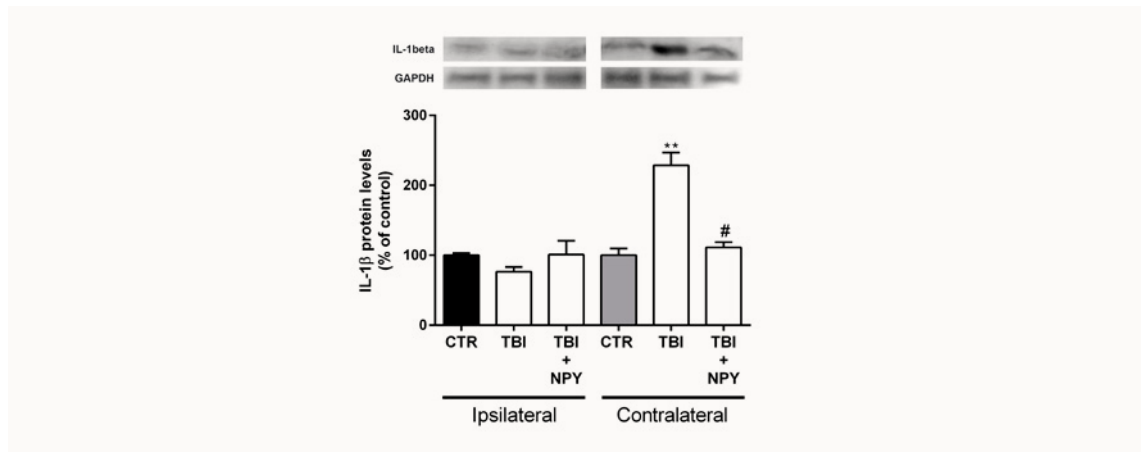 IL-1beta
GAPDH
300
200
100
0
IL-1β protein levels
(% of control)
**
#
CTR TBI TBI + NPY CTR TBI TBI + NPY
Ipsilateral Contralateral